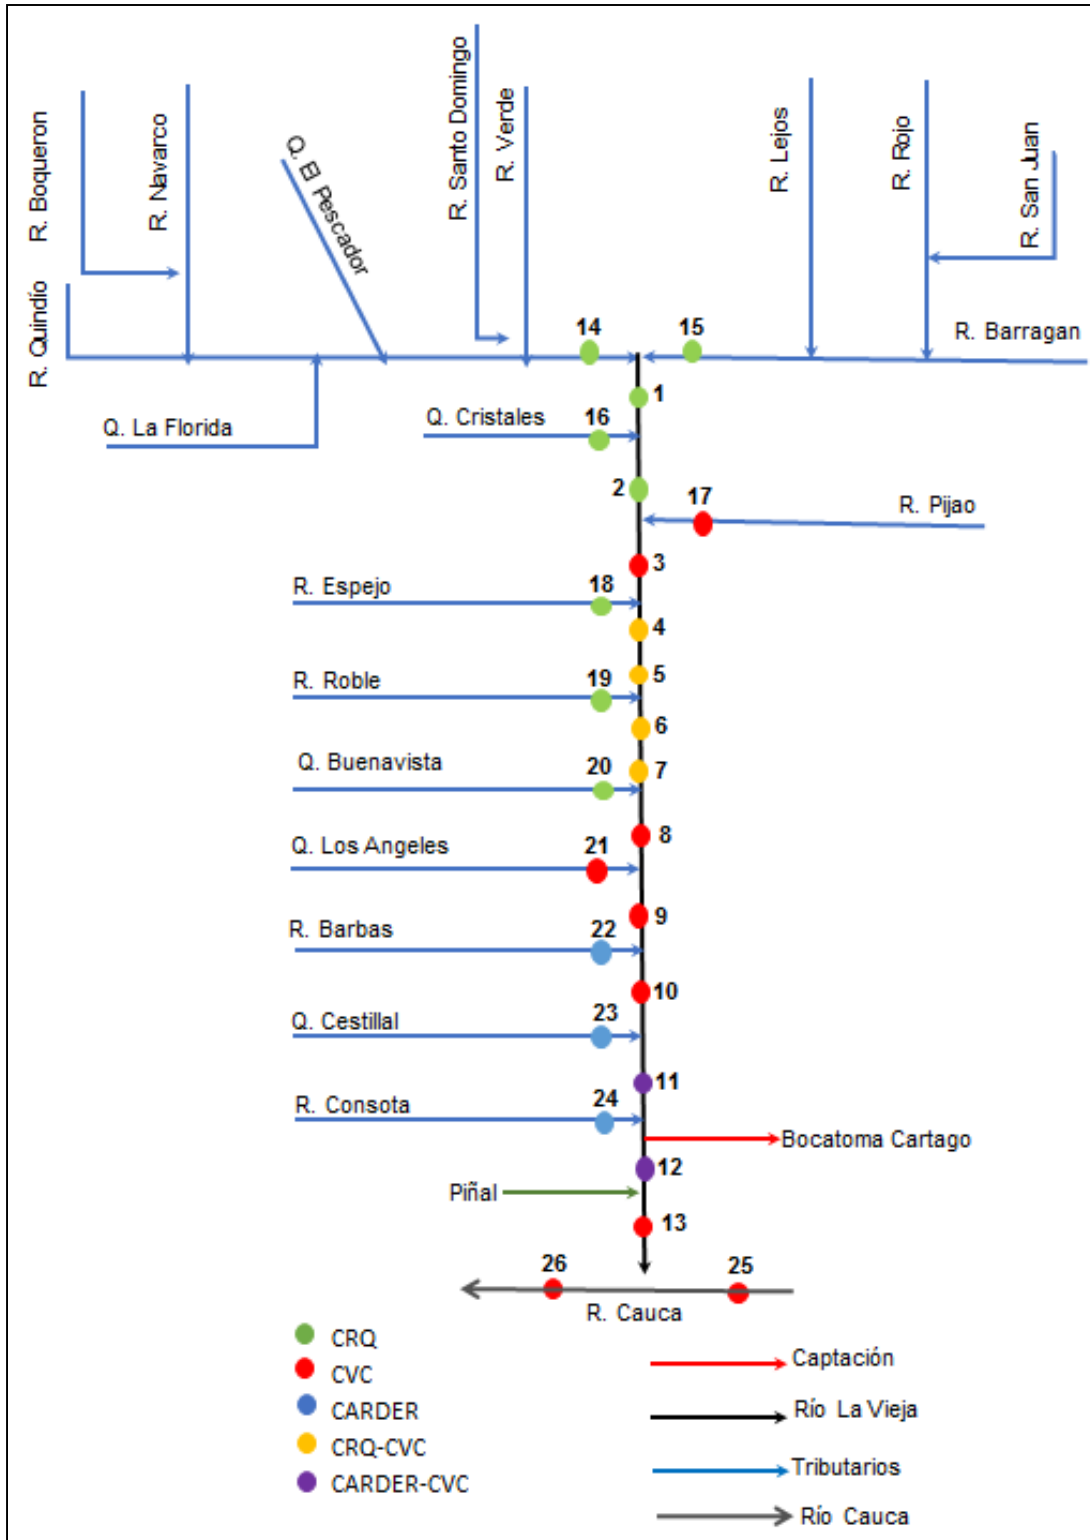 R. Boqueron
R. Navarco
Q. El Pescador
R. Santo Domingo
R. Verde
R. Lejos
R. Rojo
R. San Juan
R. Quindío
14
15
R. Barragan
1
Q. La Florida
Q. Cristales
16
2
17
R. Pijao
3
R. Espejo
18
4
5
R. Roble
19
6
Q. Buenavista
20
7
8
Q. Los Angeles
21
9
R. Barbas
22
10
Q. Cestillal
23
11
R. Consota
24
Bocatoma Cartago
12
Piñal
13
26
25
R. Cauca
CRQ
CVC
CARDER
CRQ-CVC
CARDER-CVC
Captación
Río La Vieja
Tributarios
Río Cauca